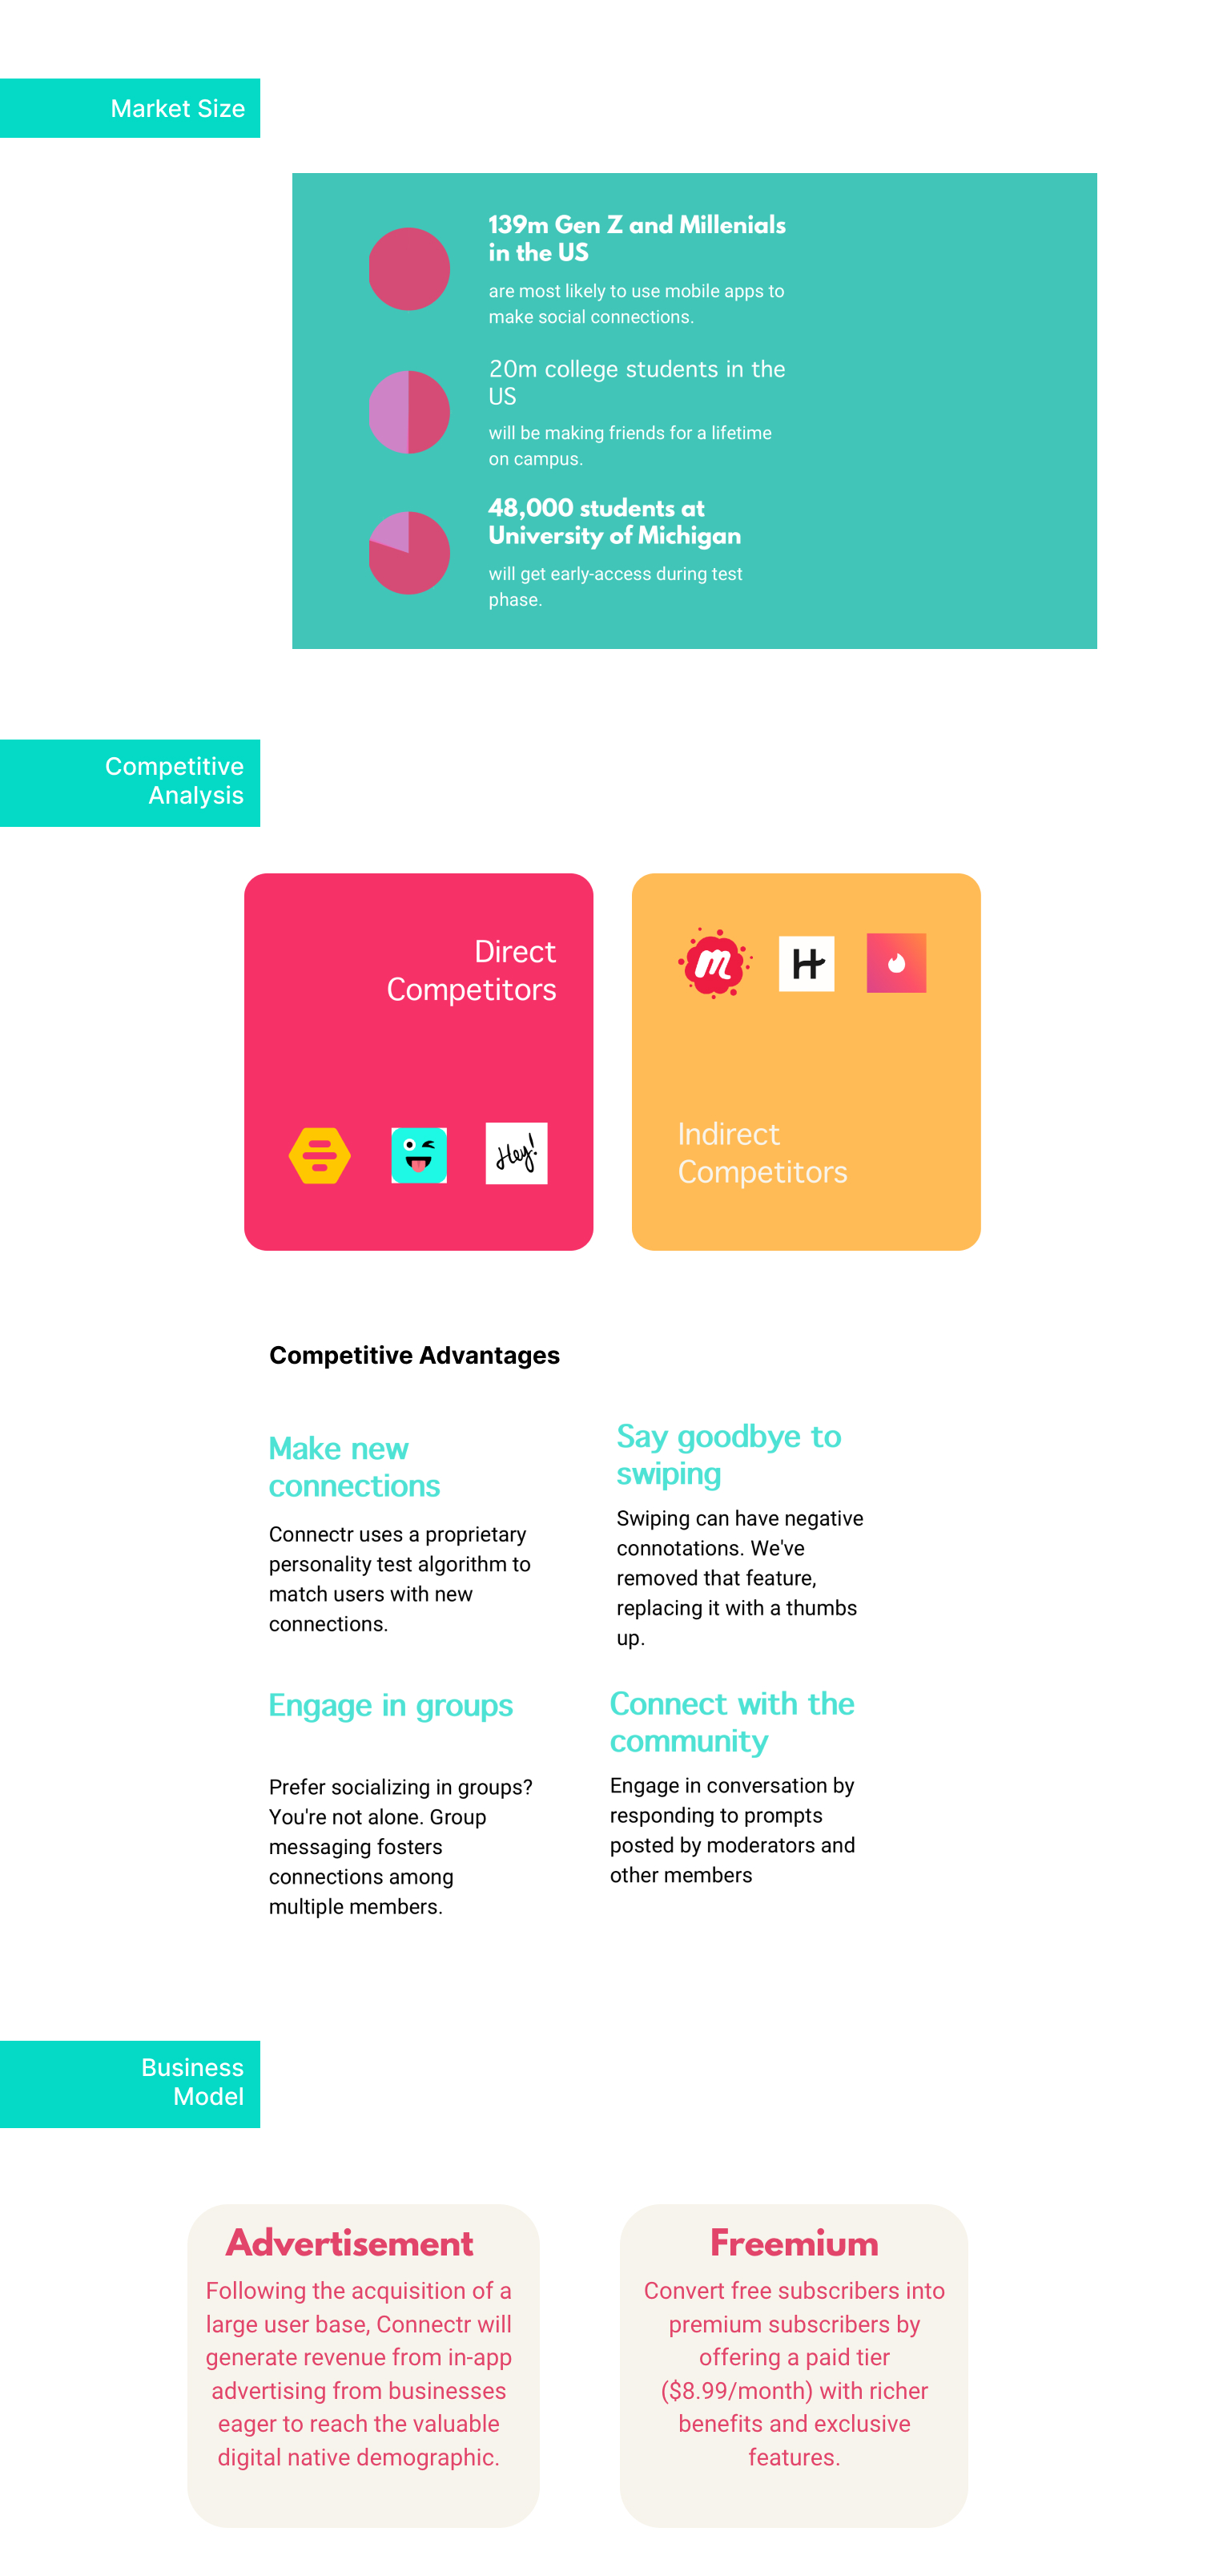 Market Size
139m Gen Z and Millenials
in the US
are most likely to use mobile apps to
make social connections.
20m college students in the
US
will be making friends for a lifetime
on campus.
48,000 students at
University of Michigan
will get early-access during test
phase.
Competitive
Analysis
Direct
Competitors
Hey!
m
H
Indirect
Competitors
Competitive Advantages
Make new
connections
Connectr uses a proprietary
personality test algorithm to
match users with new
connections.
Say goodbye to
swiping
Swiping can have negative
connotations. We've
removed that feature,
replacing it with a thumbs
up.
Engage in groups
Prefer socializing in groups?
You're not alone. Group
messaging fosters
connections among
multiple members.
Connect with the
community
Engage in conversation by
responding to prompts
posted by moderators and
other members
Business
Model
Advertisement
Following the acquisition of a
large user base, Connectr will
generate revenue from in-app
advertising from businesses
eager to reach the valuable
digital native demographic.
Freemium
Convert free subscribers into
premium subscribers by
offering a paid tier
($8.99/month) with richer
benefits and exclusive
features.